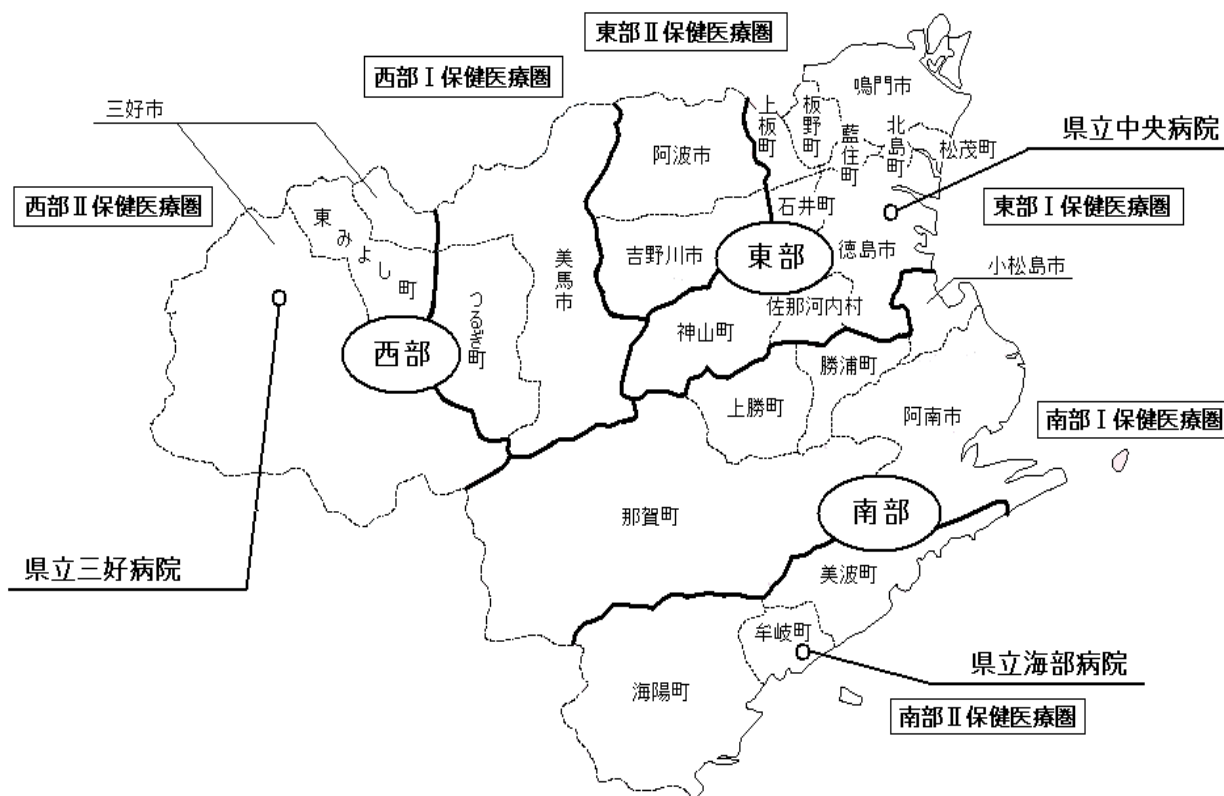 東部Ⅱ保健医療圏
西部Ⅰ保健医療圏
三好市
西部Ⅱ保健医療圏
鳴門市
上板町
板野町
藍住町
北島町
松茂町
県立中央病院
阿波市
石井町
東部Ⅰ保健医療圏
東みよし町
美馬市
吉野川市
東部
徳島市
小松島市
つるぎ町
佐那河内村
神山町
西部
勝浦町
上勝町
阿南市
南部Ⅰ保健医療圏
那賀町
南部
県立三好病院
美波町
牟岐町
県立海部病院
海陽町
南部Ⅱ保健医療圏